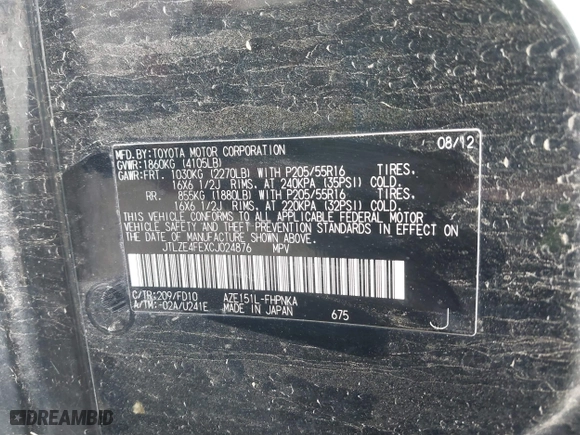 MFD. BY: TOYOTA MOTOR CORPORATION 08/12
GVWR: 1860KG (4105LB)
GAWR: FRT. 1030KG (2270LB) WITH P205/55R16 TIRES,
16X6 1/2J RIMS, AT 240KPA (35PSI) COLD,
RR. 855KG (1880LB) WITH P205/55R16 TIRES,
16X6 1/2J RIMS, AT 220KPA (32PSI) COLD.
THIS VEHICLE CONFORMS TO ALL APPLICABLE FEDERAL MOTOR
VEHICLE SAFETY AND THEFT PREVENTION STANDARDS IN EFFECT ON
THE DATE OF MANUFACTURE SHOWN ABOVE.
JTLZE4FEXCJ024876 MPV
C/TR: 209/FD10 AZE151L-FHPNKA
A/TM: -02A/U241E MADE IN JAPAN 675 J
DREAMBID